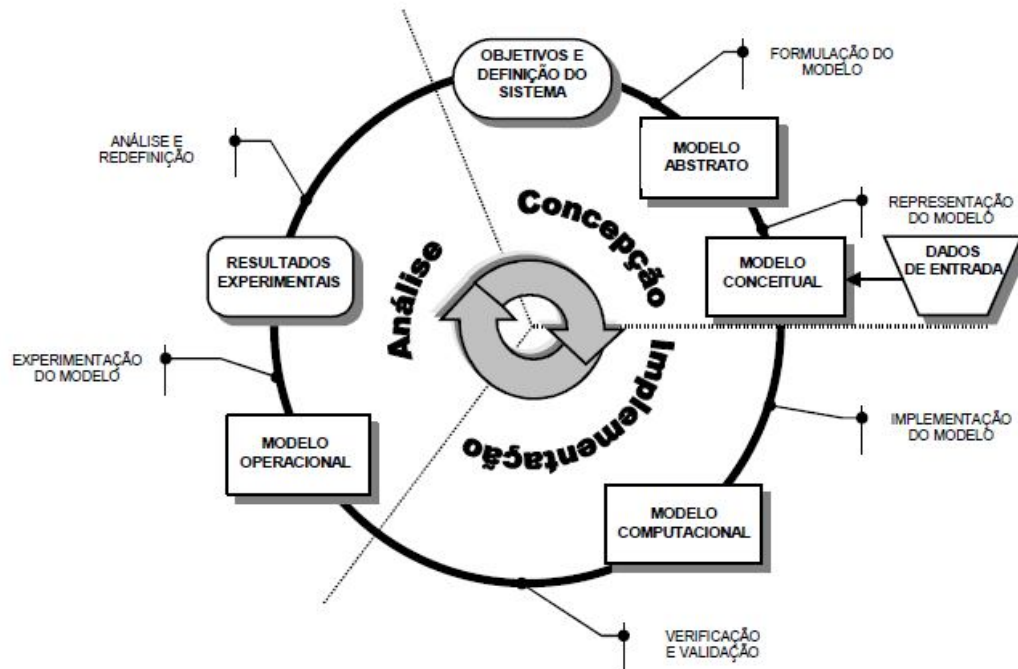 OBJETIVOS E
DEFINIÇÃO DO
SISTEMA
FORMULAÇÃO DO
MODELO
MODELO
ABSTRATO
REPRESENTAÇÃO
DO MODELO
MODELO
CONCEITUAL
DADOS
DE ENTRADA
IMPLEMENTAÇÃO
DO MODELO
MODELO
COMPUTACIONAL
VERIFICAÇÃO
E VALIDAÇÃO
MODELO
OPERACIONAL
EXPERIMENTAÇÃO
DO MODELO
RESULTADOS
EXPERIMENTAIS
ANÁLISE E
REDEFINIÇÃO
Concepção
Implementação
Análise